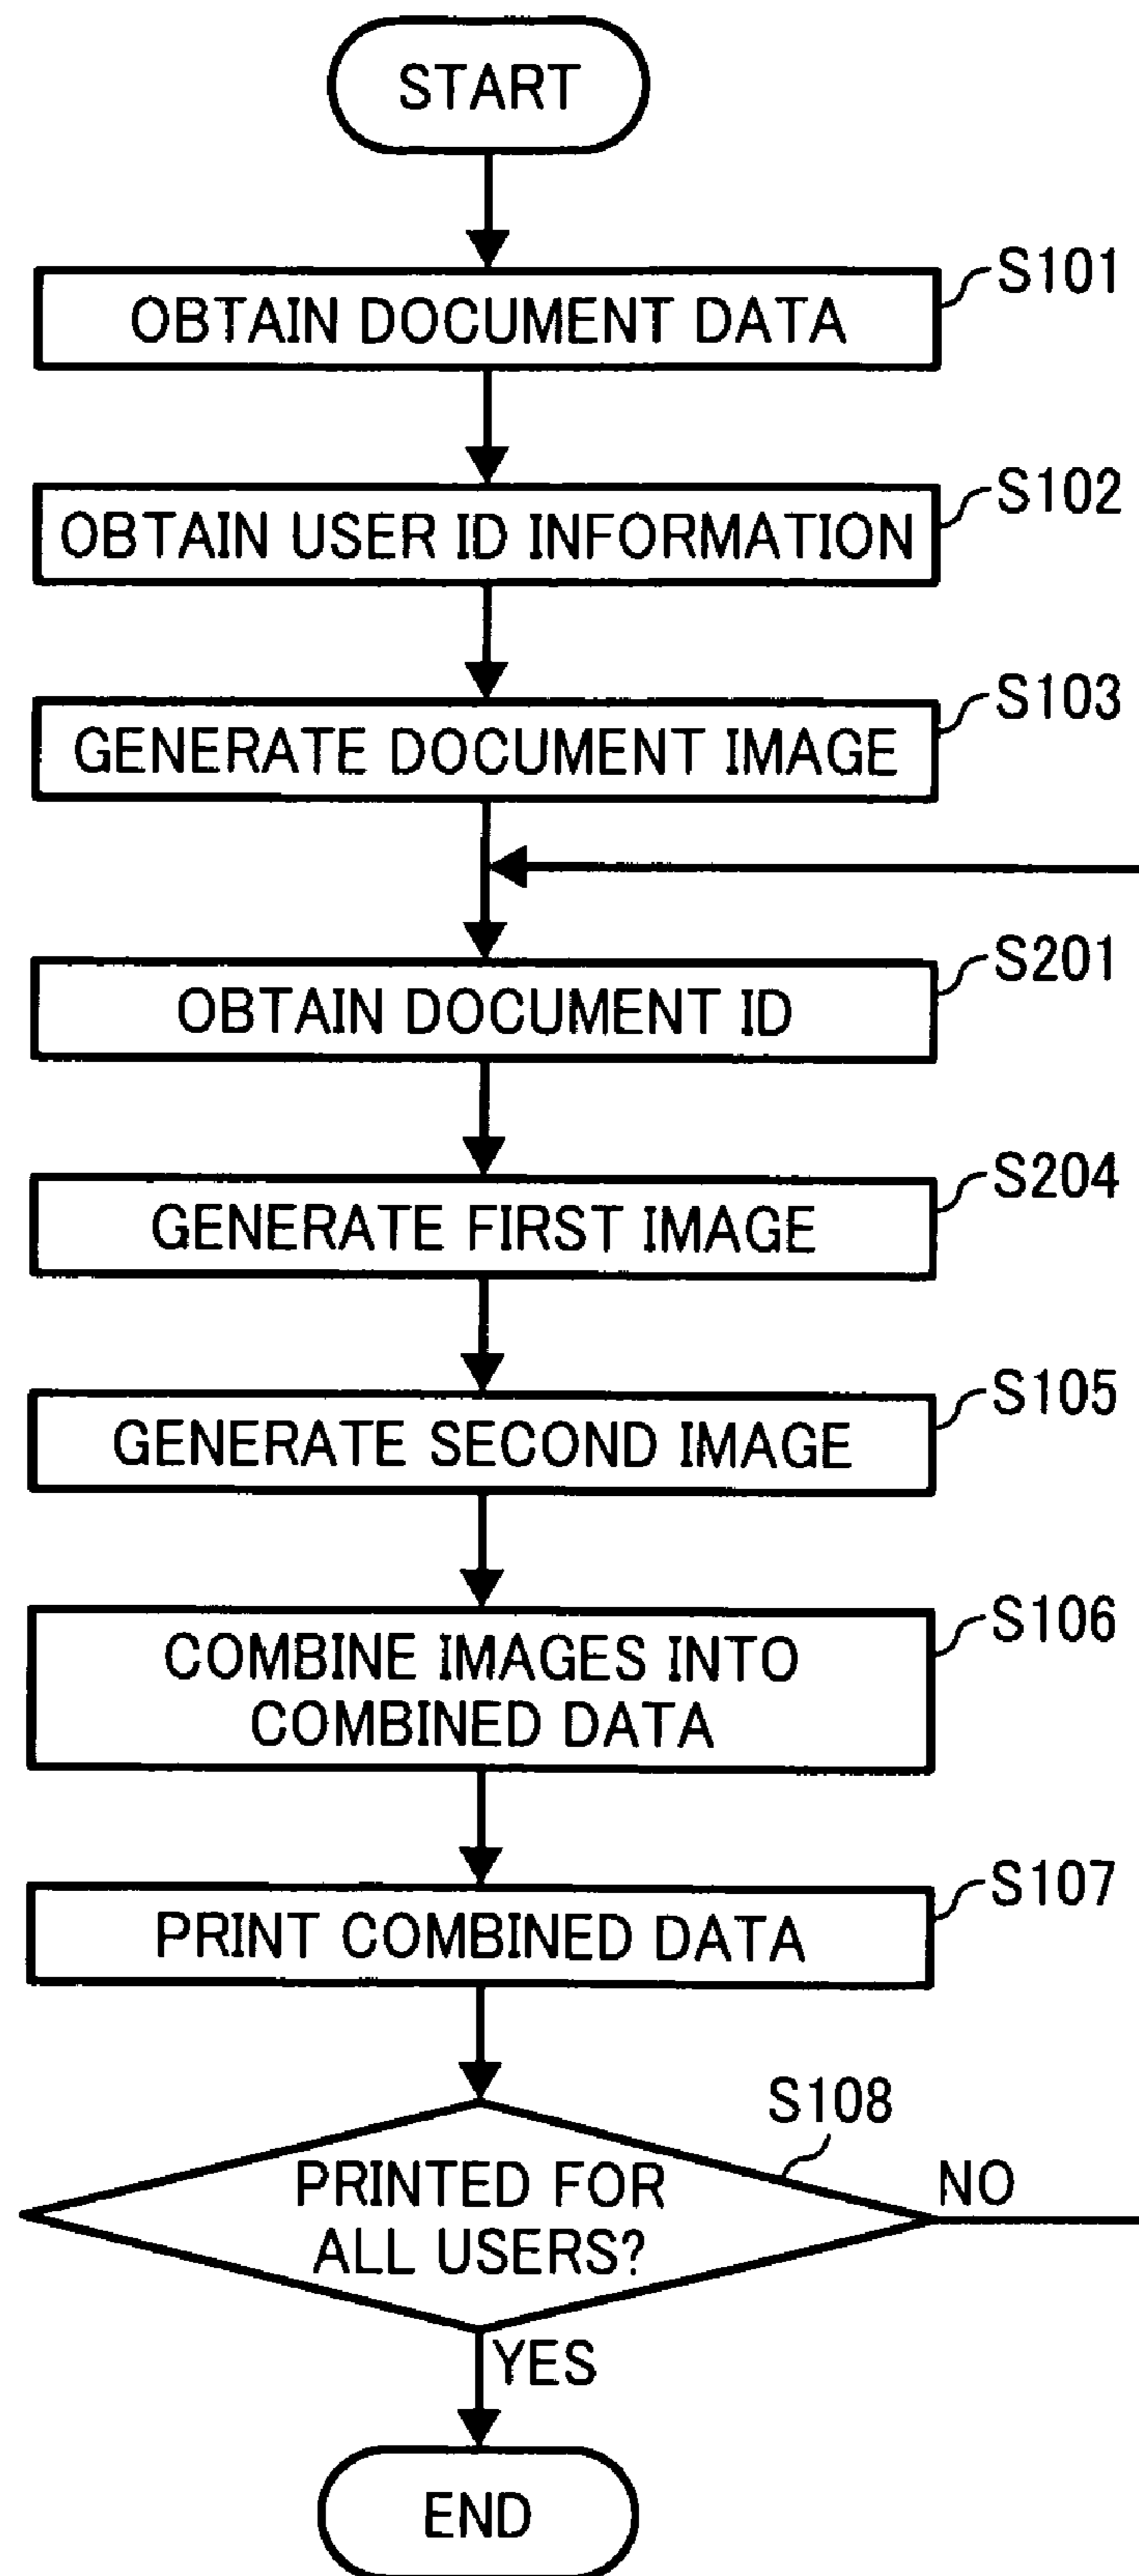 START
S101
OBTAIN DOCUMENT DATA
S102
OBTAIN USER ID INFORMATION
S103
GENERATE DOCUMENT IMAGE
S201
OBTAIN DOCUMENT ID
S204
GENERATE FIRST IMAGE
S105
GENERATE SECOND IMAGE
S106
COMBINE IMAGES INTO
COMBINED DATA
S107
PRINT COMBINED DATA
S108
PRINTED FOR
ALL USERS?
NO
YES
END